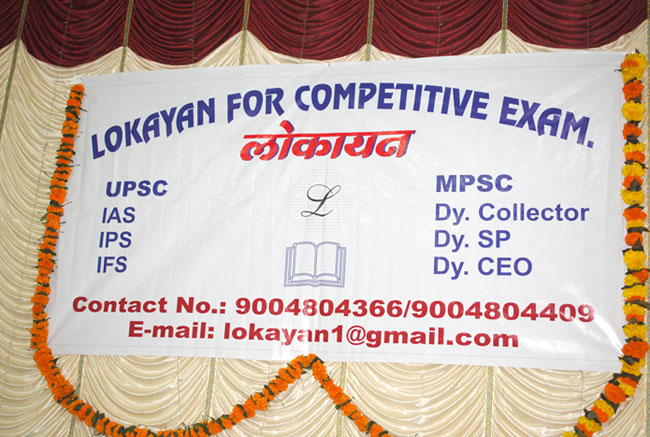 LOKAYAN FOR COMPETITIVE EXAM.
लोकायन
UPSC
IAS
IPS
IFS
L
MPSC
Dy. Collector
Dy. SP
Dy. CEO
Contact No.: 9004804366/9004804409
E-mail: lokayan1@gmail.com